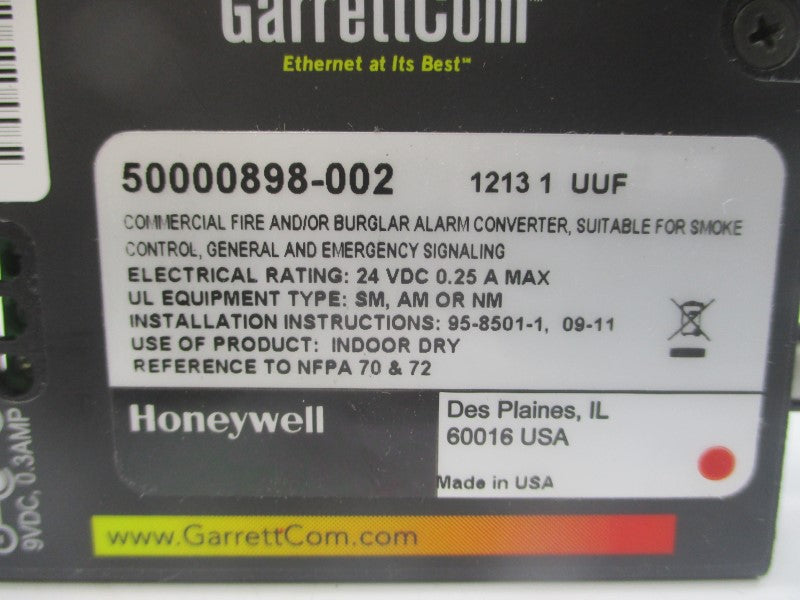 GarrettCom™
Ethernet at Its Best™
50000898-002 1213 1 UUF
COMMERCIAL FIRE AND/OR BURGLAR ALARM CONVERTER, SUITABLE FOR SMOKE
CONTROL, GENERAL AND EMERGENCY SIGNALING
ELECTRICAL RATING: 24 VDC 0.25 A MAX
UL EQUIPMENT TYPE: SM, AM OR NM
INSTALLATION INSTRUCTIONS: 95-8501-1, 09-11
USE OF PRODUCT: INDOOR DRY
REFERENCE TO NFPA 70 & 72
Honeywell
Des Plaines, IL
60016 USA
Made in USA
9VDC, 0.3AMP
www.GarrettCom.com